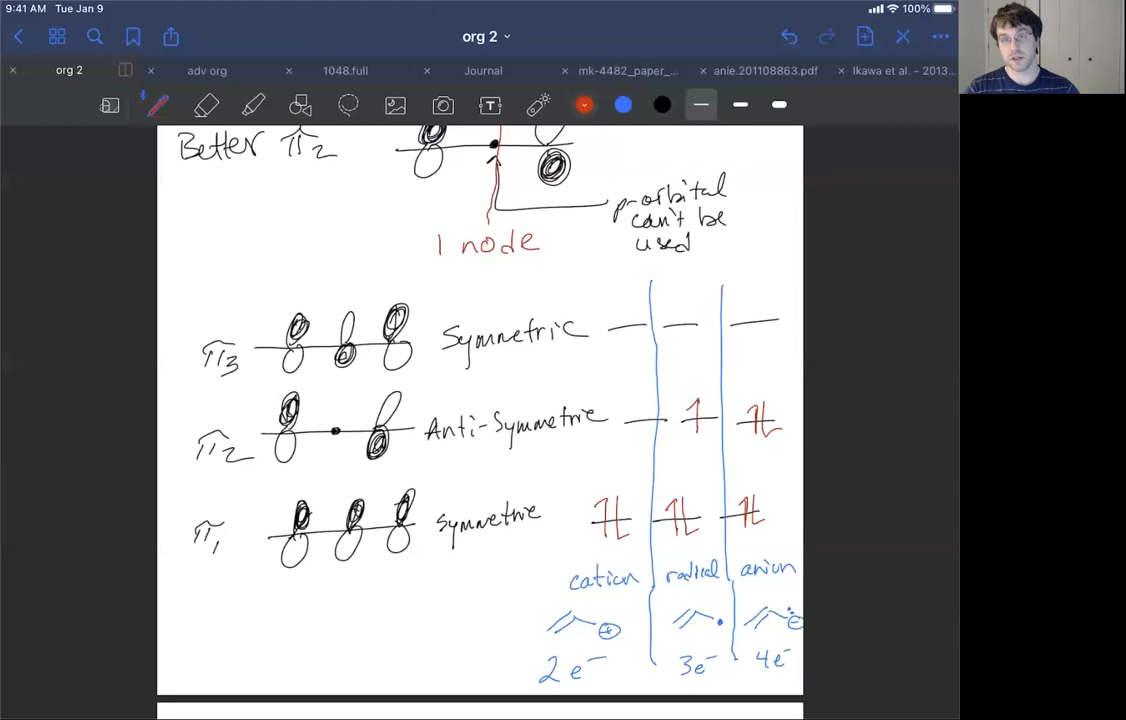 9:41 AM Tue Jan 9
100%
org 2
org 2
adv org
1048.full
Journal
mk-4482_paper_...
anie.201108863.pdf
Ikawa et al. - 2013...
Better π2
p-orbital
can't be
used
1 node
π3
Symmetric
π2
Anti-Symmetric
π1
Symmetric
cation
radical
anion
+
2 e⁻
3e⁻
4e⁻